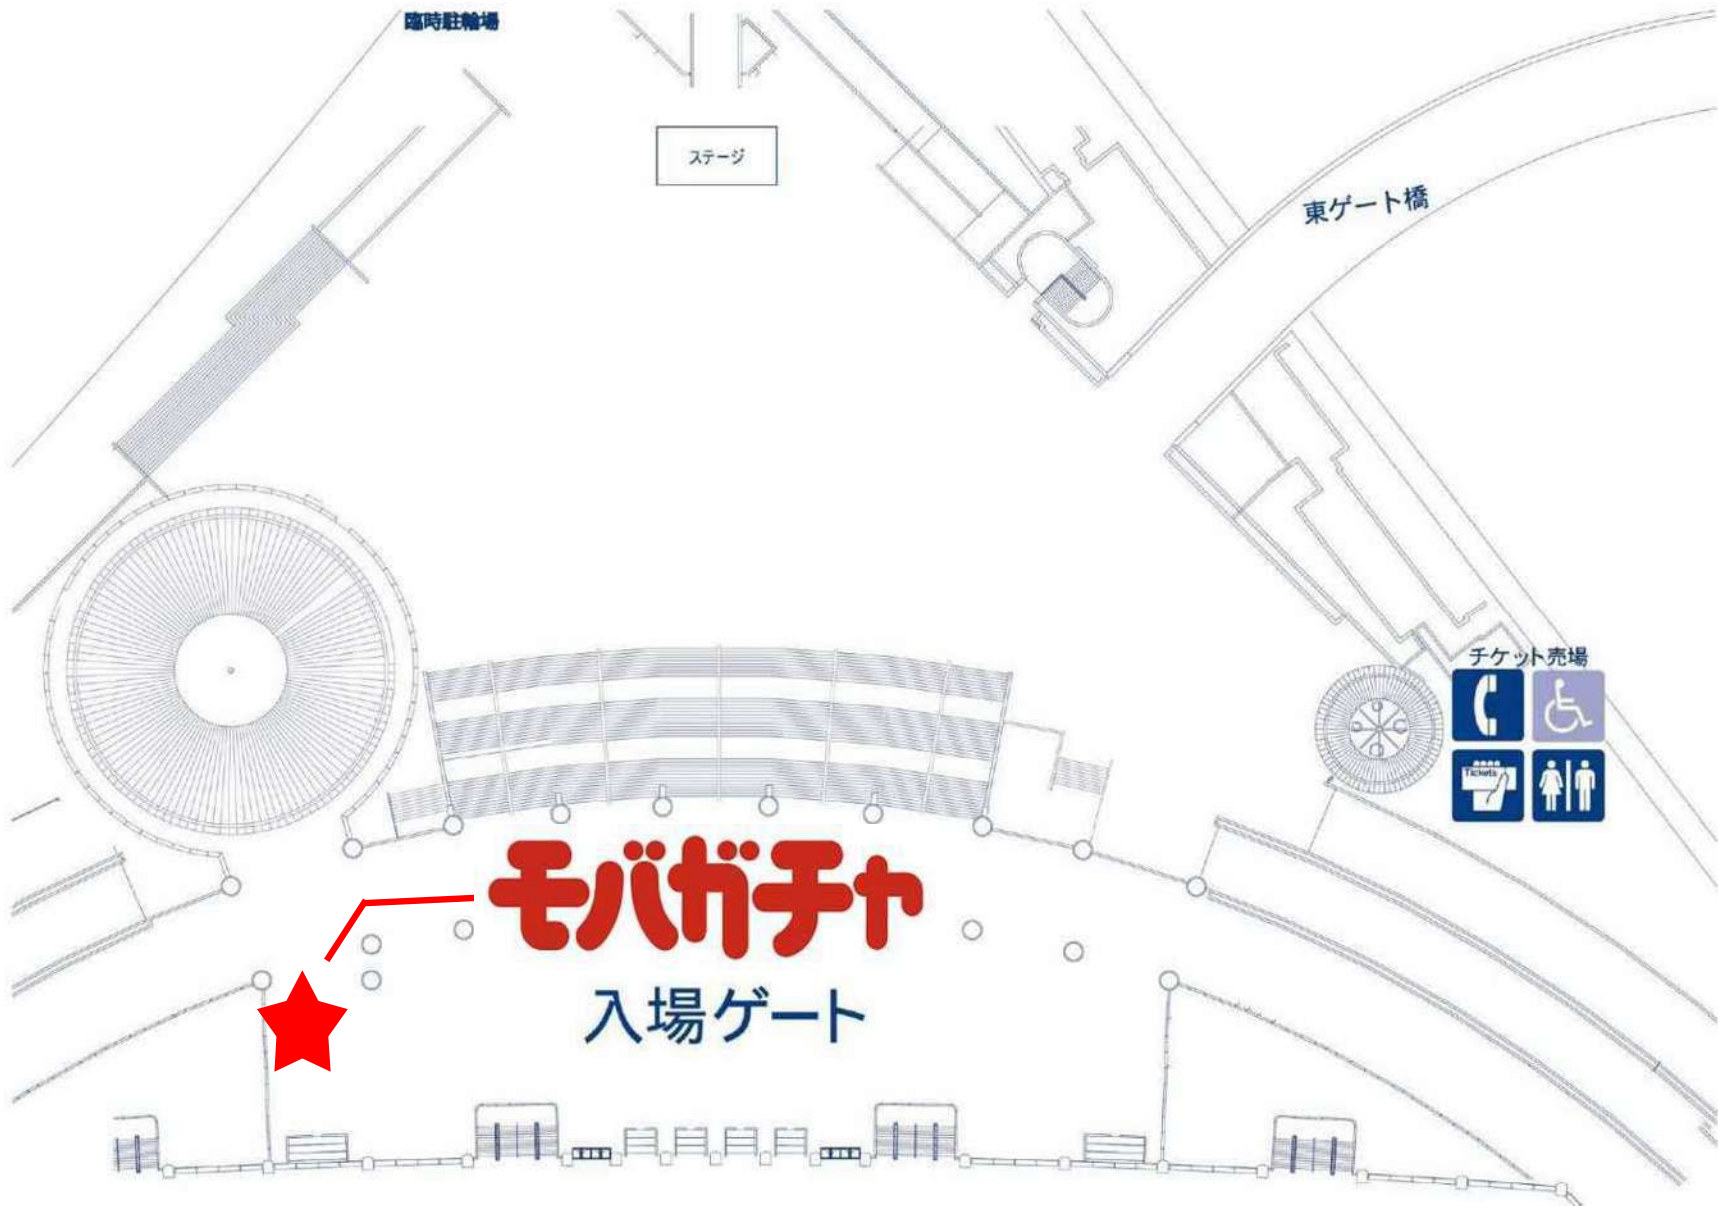 臨時駐輪場
ステージ
東ゲート橋
チケット売場
Tickets
モバガチャ
入場ゲート